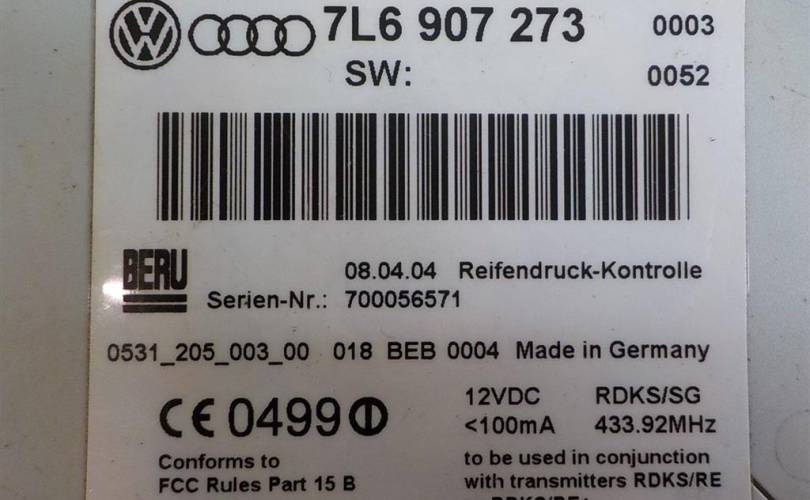 7L6 907 273 0003
SW: 0052
BERU
08.04.04 Reifendruck-Kontrolle
Serien-Nr.: 700056571
0531_205_003_00 018 BEB 0004 Made in Germany
CE 0499
12VDC RDKS/SG
<100mA 433.92MHz
Conforms to
FCC Rules Part 15 B
to be used in conjunction
with transmitters RDKS/RE